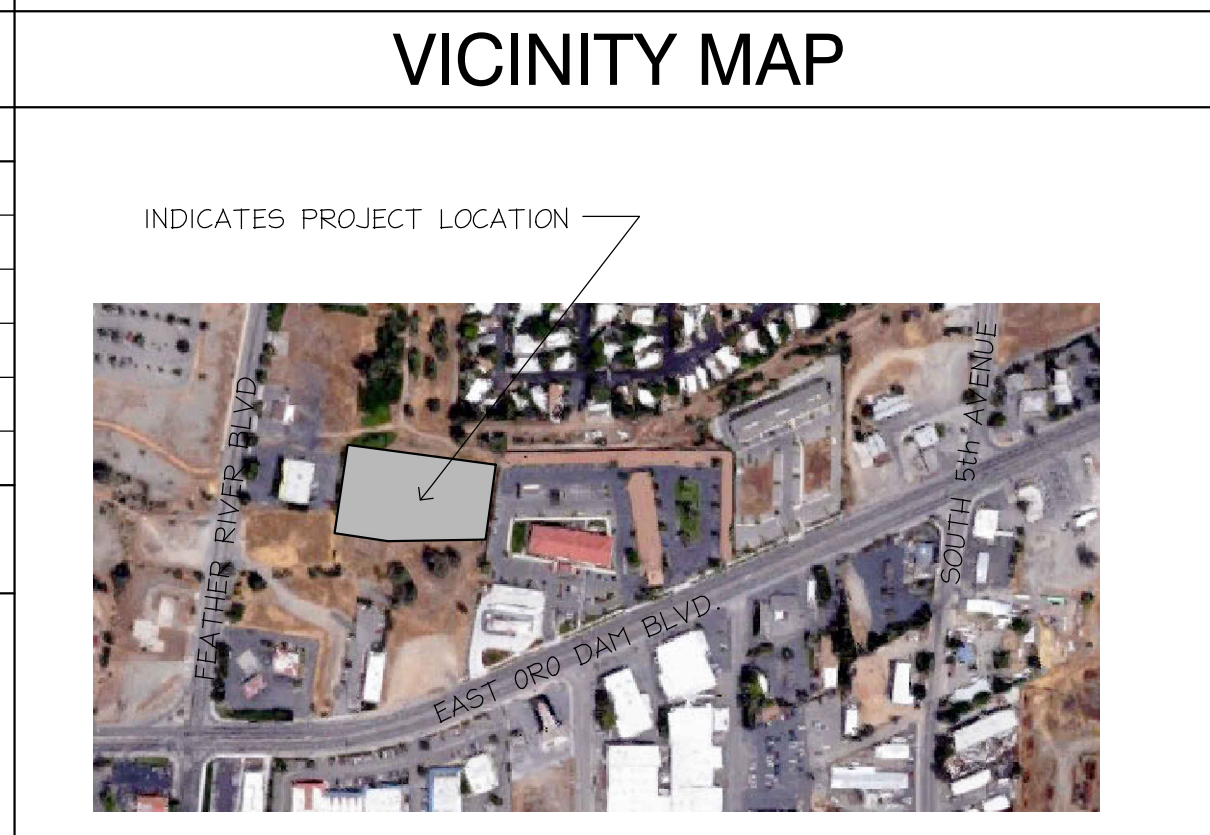 VICINITY MAP
INDICATES PROJECT LOCATION
FEATHER RIVER BLVD
SOUTH 5th AVENUE
EAST ORO DAM BLVD.